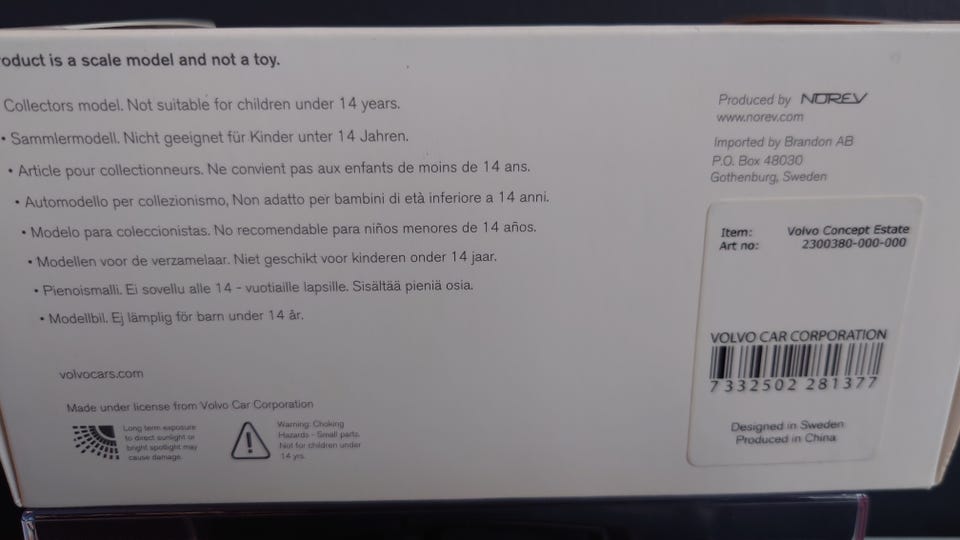 oduct is a scale model and not a toy.
Collectors model. Not suitable for children under 14 years.
• Sammlermodell. Nicht geeignet für Kinder unter 14 Jahren.
• Article pour collectionneurs. Ne convient pas aux enfants de moins de 14 ans.
• Automodello per collezionismo, Non adatto per bambini di età inferiore a 14 anni.
• Modelo para coleccionistas. No recomendable para niños menores de 14 años.
• Modellen voor de verzamelaar. Niet geschikt voor kinderen onder 14 jaar.
• Pienoismalli. Ei sovellu alle 14 - vuotiaille lapsille. Sisältää pieniä osia.
• Modellbil. Ej lämplig för barn under 14 år.
volvocars.com
Made under license from Volvo Car Corporation
Long term exposure
to direct sunlight or
bright spotlight may
cause damage.
Warning: Choking
Hazards - Small parts.
Not for children under
14 yrs.
Produced by NOREV
www.norev.com
Imported by Brandon AB
P.O. Box 48030
Gothenburg, Sweden
Item: Volvo Concept Estate
Art no: 2300380-000-000
VOLVO CAR CORPORATION
7 332502 281377
Designed in Sweden
Produced in China